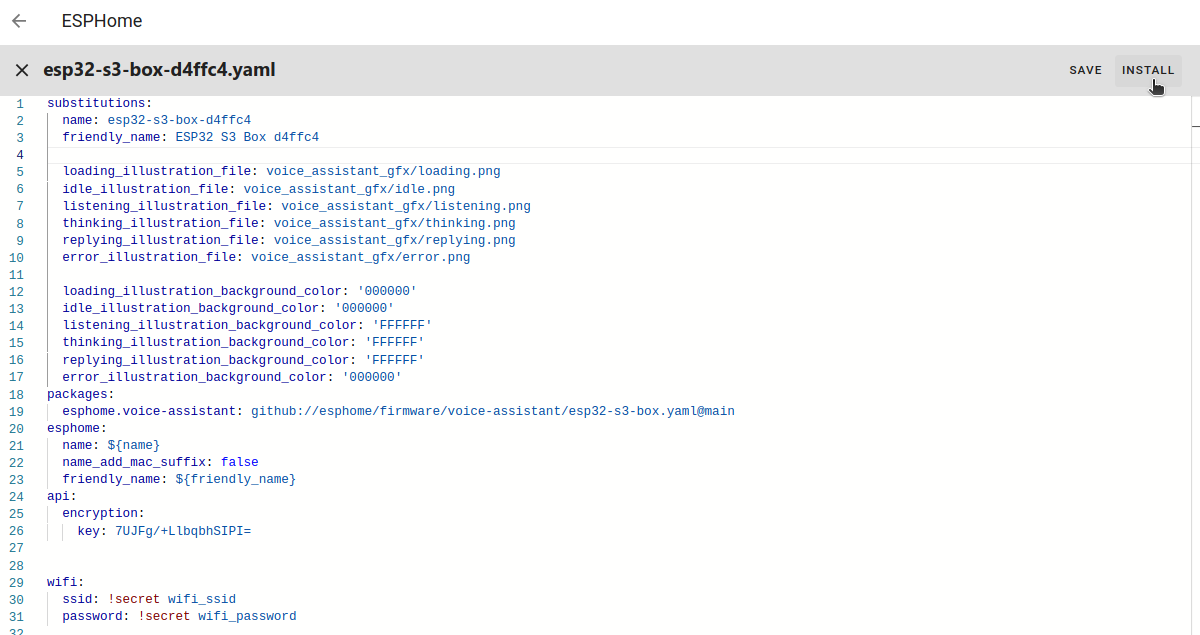 ESPHome
esp32-s3-box-d4ffc4.yaml
SAVE
INSTALL
1 substitutions:
2   name: esp32-s3-box-d4ffc4
3   friendly_name: ESP32 S3 Box d4ffc4
4
5   loading_illustration_file: voice_assistant_gfx/loading.png
6   idle_illustration_file: voice_assistant_gfx/idle.png
7   listening_illustration_file: voice_assistant_gfx/listening.png
8   thinking_illustration_file: voice_assistant_gfx/thinking.png
9   replying_illustration_file: voice_assistant_gfx/replying.png
10   error_illustration_file: voice_assistant_gfx/error.png
11
12   loading_illustration_background_color: '000000'
13   idle_illustration_background_color: '000000'
14   listening_illustration_background_color: 'FFFFFF'
15   thinking_illustration_background_color: 'FFFFFF'
16   replying_illustration_background_color: 'FFFFFF'
17   error_illustration_background_color: '000000'
18 packages:
19   esphome.voice-assistant: github://esphome/firmware/voice-assistant/esp32-s3-box.yaml@main
20 esphome:
21   name: ${name}
22   name_add_mac_suffix: false
23   friendly_name: ${friendly_name}
24 api:
25   encryption:
26     key: 7UJFg/+LlbqbhSIPI=
27
28
29 wifi:
30   ssid: !secret wifi_ssid
31   password: !secret wifi_password
32